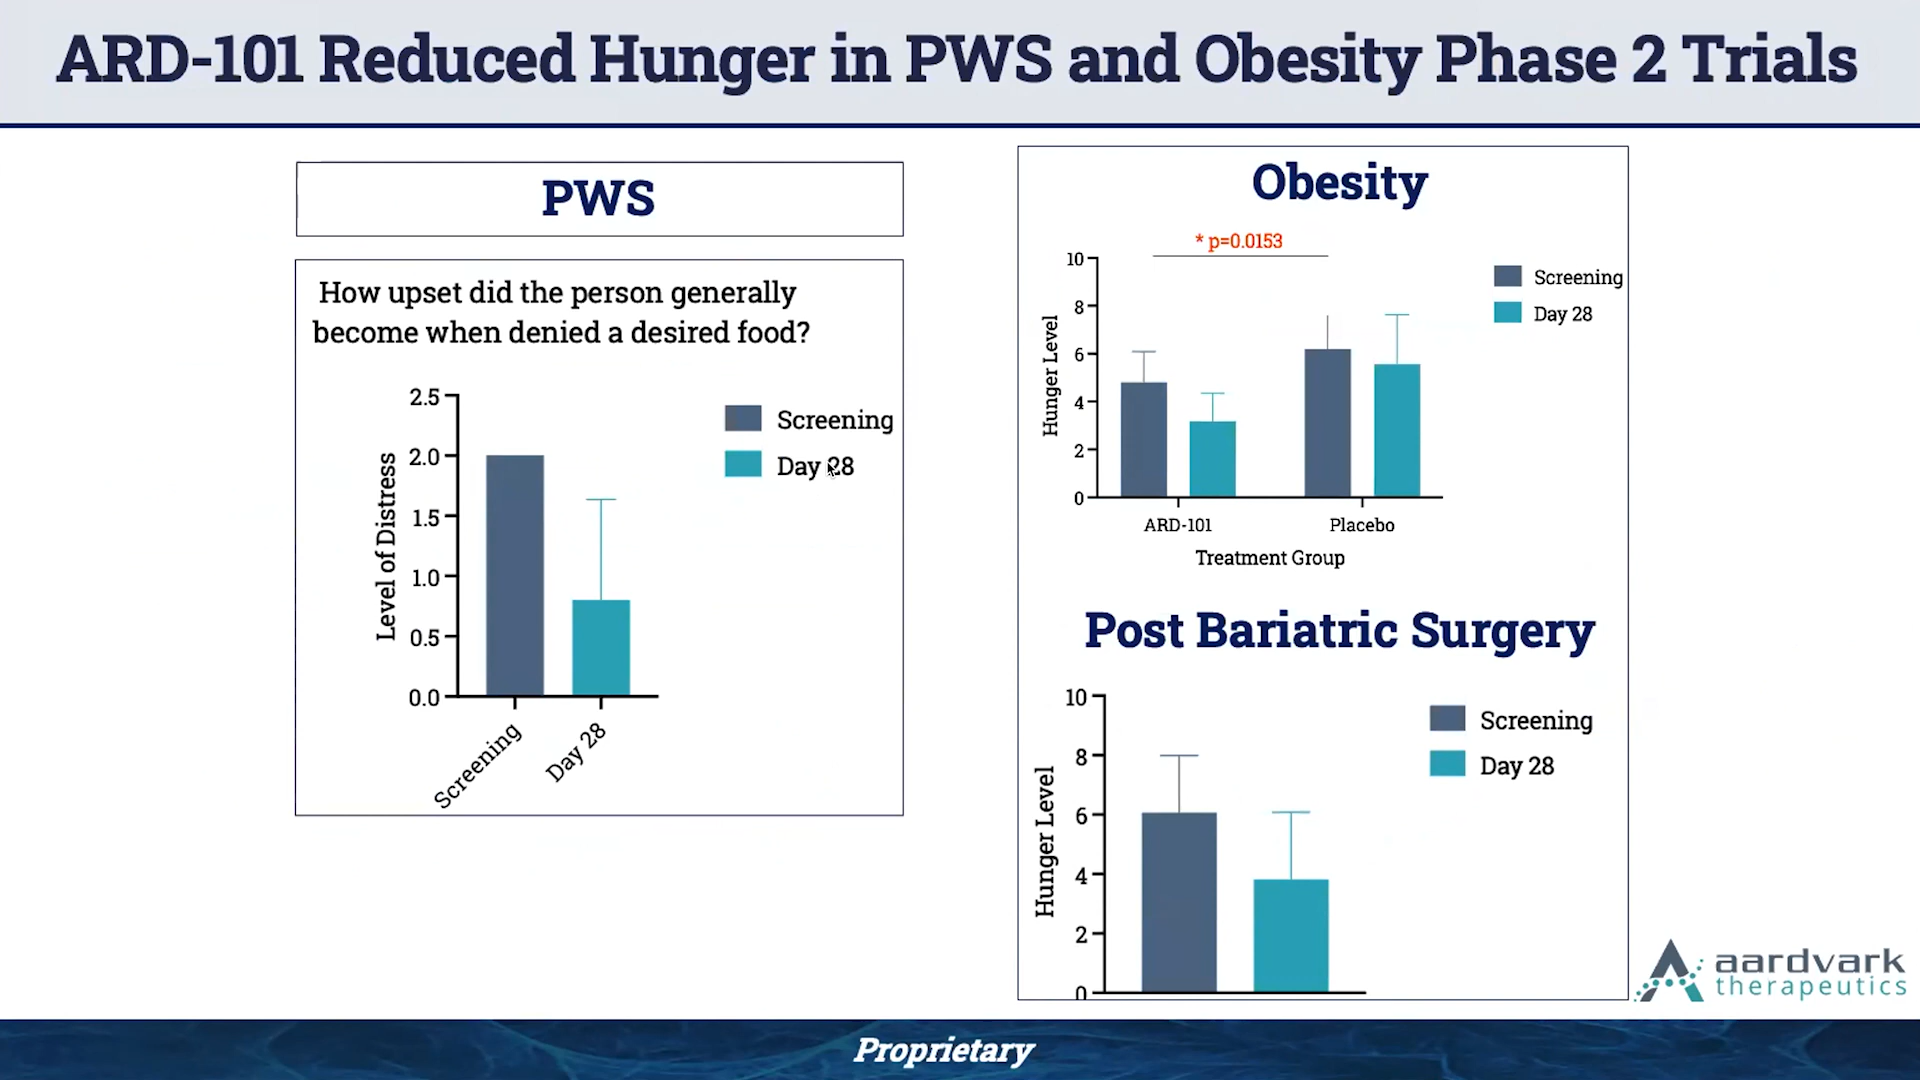 ARD-101 Reduced Hunger in PWS and Obesity Phase 2 Trials
PWS
How upset did the person generally
become when denied a desired food?
2.5
2.0
1.5
1.0
0.5
0.0
Level of Distress
Screening
Day 28
Screening
Day 28
Obesity
* p=0.0153
10
8
6
4
2
0
Hunger Level
ARD-101
Placebo
Treatment Group
Screening
Day 28
Post Bariatric Surgery
10
8
6
4
2
0
Hunger Level
Screening
Day 28
aardvark
therapeutics
Proprietary